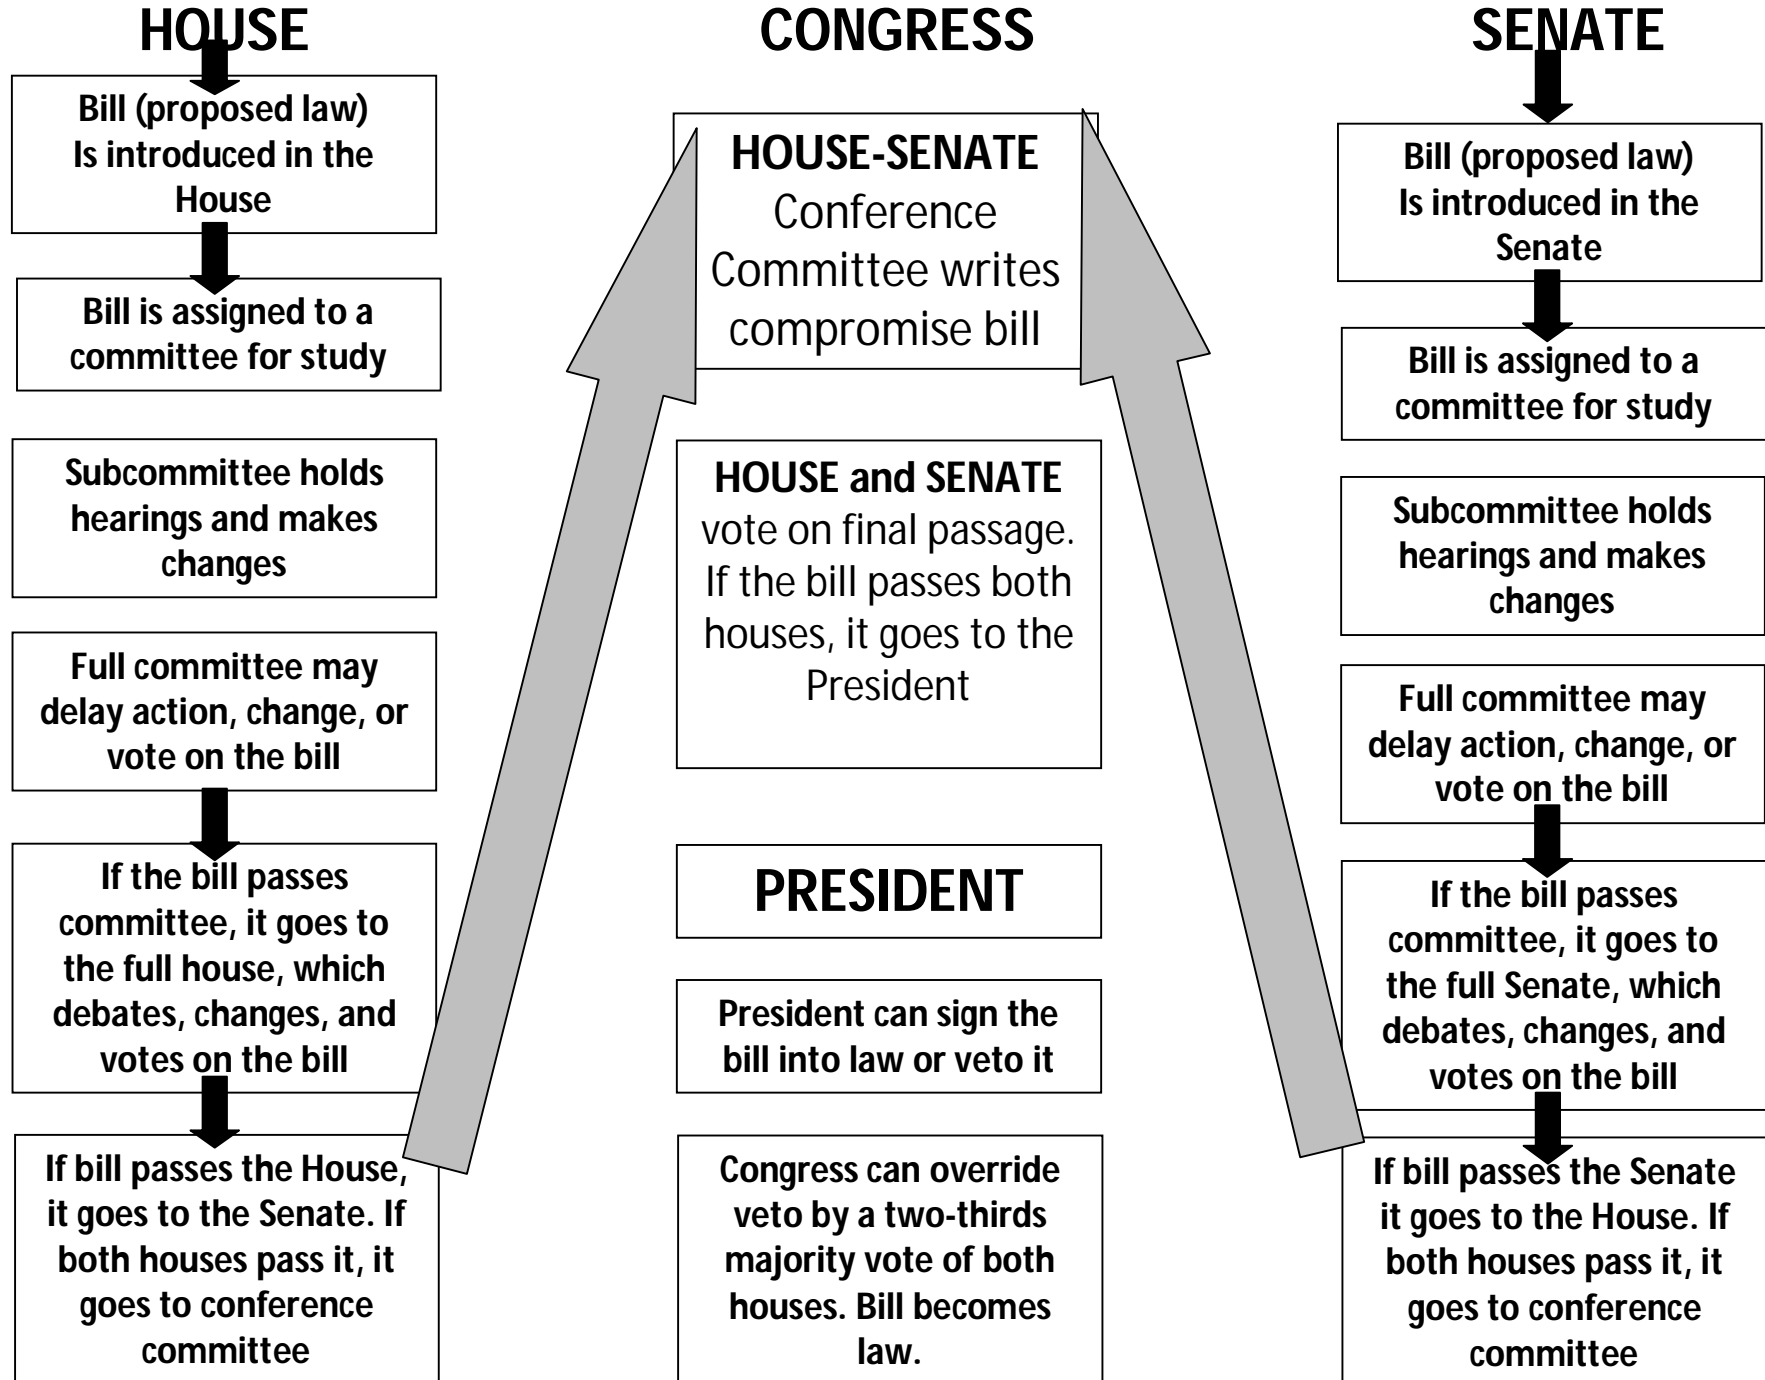 HOUSE
Bill (proposed law)
Is introduced in the
House
Bill is assigned to a
committee for study
Subcommittee holds
hearings and makes
changes
Full committee may
delay action, change, or
vote on the bill
If the bill passes
committee, it goes to
the full house, which
debates, changes, and
votes on the bill
If bill passes the House,
it goes to the Senate. If
both houses pass it, it
goes to conference
committee
CONGRESS
HOUSE-SENATE
Conference
Committee writes
compromise bill
HOUSE and SENATE
vote on final passage.
If the bill passes both
houses, it goes to the
President
PRESIDENT
President can sign the
bill into law or veto it
Congress can override
veto by a two-thirds
majority vote of both
houses. Bill becomes
law.
SENATE
Bill (proposed law)
Is introduced in the
Senate
Bill is assigned to a
committee for study
Subcommittee holds
hearings and makes
changes
Full committee may
delay action, change, or
vote on the bill
If the bill passes
committee, it goes to
the full Senate, which
debates, changes, and
votes on the bill
If bill passes the Senate
it goes to the House. If
both houses pass it, it
goes to conference
committee